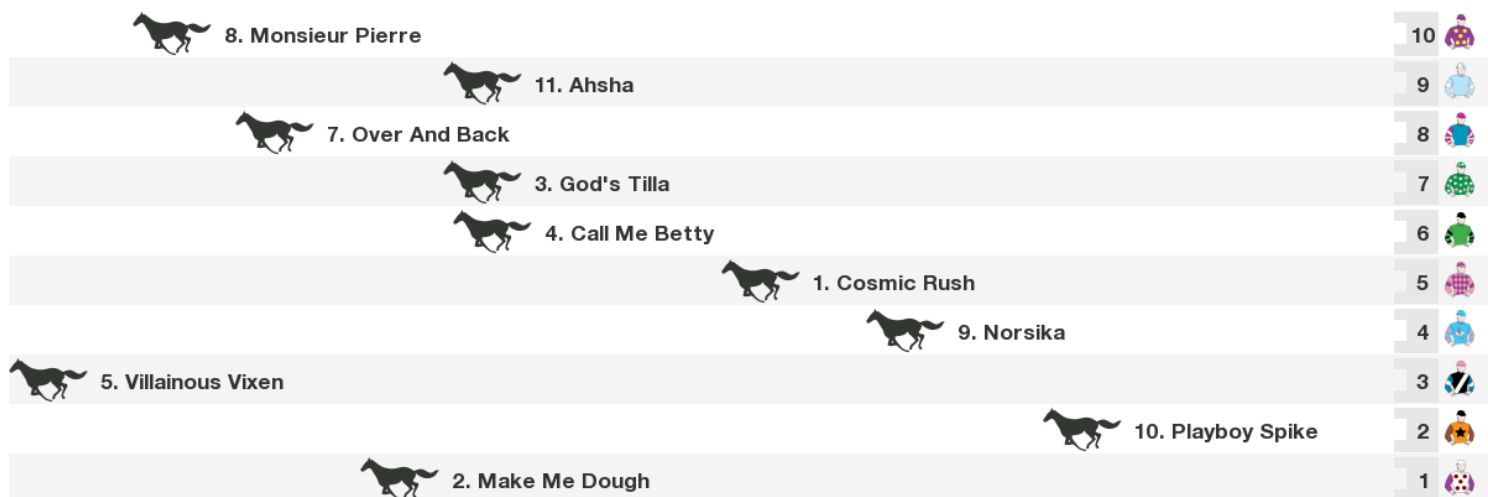 8. Monsieur Pierre 10
11. Ahsha 9
7. Over And Back 8
3. God's Tilla 7
4. Call Me Betty 6
1. Cosmic Rush 5
9. Norsika 4
5. Villainous Vixen 3
10. Playboy Spike 2
2. Make Me Dough 1